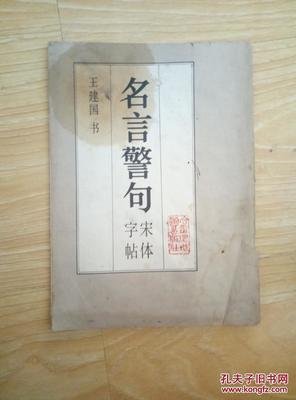 名言警句
宋体
字帖
王建国 书
孔夫子旧书网